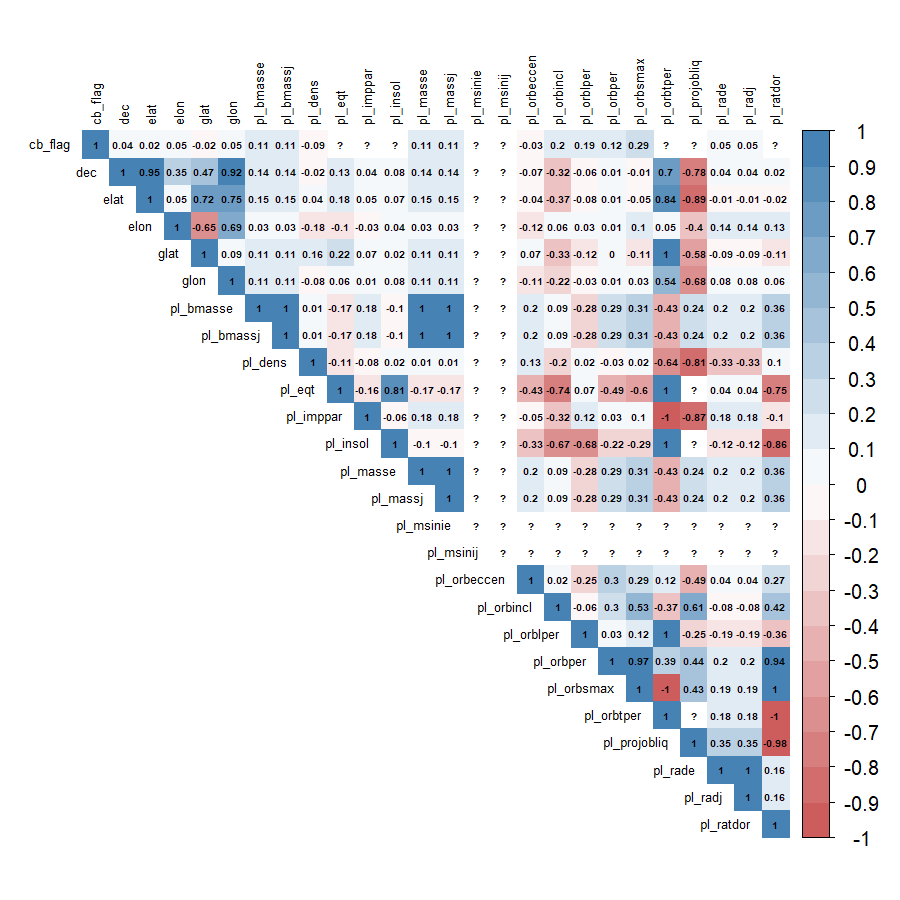 cb_flag dec elat elon glat glon pl_bmasse pl_bmassj pl_dens pl_eqt pl_imppar pl_insol pl_masse pl_massj pl_msinie pl_msinij pl_orbeccen pl_orbincl pl_orblper pl_orbper pl_orbsmax pl_orbtper pl_projobliq pl_rade pl_radj pl_ratdor
cb_flag 1 0.04 0.02 0.05 -0.02 0.05 0.11 0.11 -0.09 ? ? ? 0.11 0.11 ? ? -0.03 0.2 0.19 0.12 0.29 ? ? 0.05 0.05 ?
dec 1 0.95 0.35 0.47 0.92 0.14 0.14 -0.02 0.13 0.04 0.08 0.14 0.14 ? ? -0.07 -0.32 -0.06 0.01 -0.01 0.7 -0.78 0.04 0.04 0.02
elat 1 0.05 0.72 0.75 0.15 0.15 0.04 0.18 0.05 0.07 0.15 0.15 ? ? -0.04 -0.37 -0.08 0.01 -0.05 0.84 -0.89 -0.01 -0.01 -0.02
elon 1 -0.65 0.69 0.03 0.03 -0.18 -0.1 -0.03 0.04 0.03 0.03 ? ? -0.12 0.06 0.03 0.01 0.1 0.05 -0.4 0.14 0.14 0.13
glat 1 0.09 0.11 0.11 0.16 0.22 0.07 0.02 0.11 0.11 ? ? 0.07 -0.33 -0.12 0 -0.11 1 -0.58 -0.09 -0.09 -0.11
glon 1 0.11 0.11 -0.08 0.06 0.01 0.08 0.11 0.11 ? ? -0.11 -0.22 -0.03 0.01 0.03 0.54 -0.68 0.08 0.08 0.06
pl_bmasse 1 1 0.01 -0.17 0.18 -0.1 1 1 ? ? 0.2 0.09 -0.28 0.29 0.31 -0.43 0.24 0.2 0.2 0.36
pl_bmassj 1 0.01 -0.17 0.18 -0.1 1 1 ? ? 0.2 0.09 -0.28 0.29 0.31 -0.43 0.24 0.2 0.2 0.36
pl_dens 1 -0.11 -0.08 0.02 0.01 0.01 ? ? 0.13 -0.2 0.02 -0.03 0.02 -0.64 -0.81 -0.33 -0.33 0.1
pl_eqt 1 -0.16 0.81 -0.17 -0.17 ? ? -0.43 -0.74 0.07 -0.49 -0.6 1 ? 0.04 0.04 -0.75
pl_imppar 1 -0.06 0.18 0.18 ? ? -0.05 -0.32 0.12 0.03 0.1 -1 -0.87 0.18 0.18 -0.1
pl_insol 1 -0.1 -0.1 ? ? -0.33 -0.67 -0.68 -0.22 -0.29 1 ? -0.12 -0.12 -0.86
pl_masse 1 1 ? ? 0.2 0.09 -0.28 0.29 0.31 -0.43 0.24 0.2 0.2 0.36
pl_massj 1 ? ? 0.2 0.09 -0.28 0.29 0.31 -0.43 0.24 0.2 0.2 0.36
pl_msinie ? ? ? ? ? ? ? ? ? ? ? ?
pl_msinij ? ? ? ? ? ? ? ? ? ? ?
pl_orbeccen 1 0.02 -0.25 0.3 0.29 0.12 -0.49 0.04 0.04 0.27
pl_orbincl 1 -0.06 0.3 0.53 -0.37 0.61 -0.08 -0.08 0.42
pl_orblper 1 0.03 0.12 1 -0.25 -0.19 -0.19 -0.36
pl_orbper 1 0.97 0.39 0.44 0.2 0.2 0.94
pl_orbsmax 1 -1 0.43 0.19 0.19 1
pl_orbtper 1 ? 0.18 0.18 -1
pl_projobliq 1 0.35 0.35 -0.98
pl_rade 1 1 0.16
pl_radj 1 0.16
pl_ratdor 1
1
0.9
0.8
0.7
0.6
0.5
0.4
0.3
0.2
0.1
0
-0.1
-0.2
-0.3
-0.4
-0.5
-0.6
-0.7
-0.8
-0.9
-1